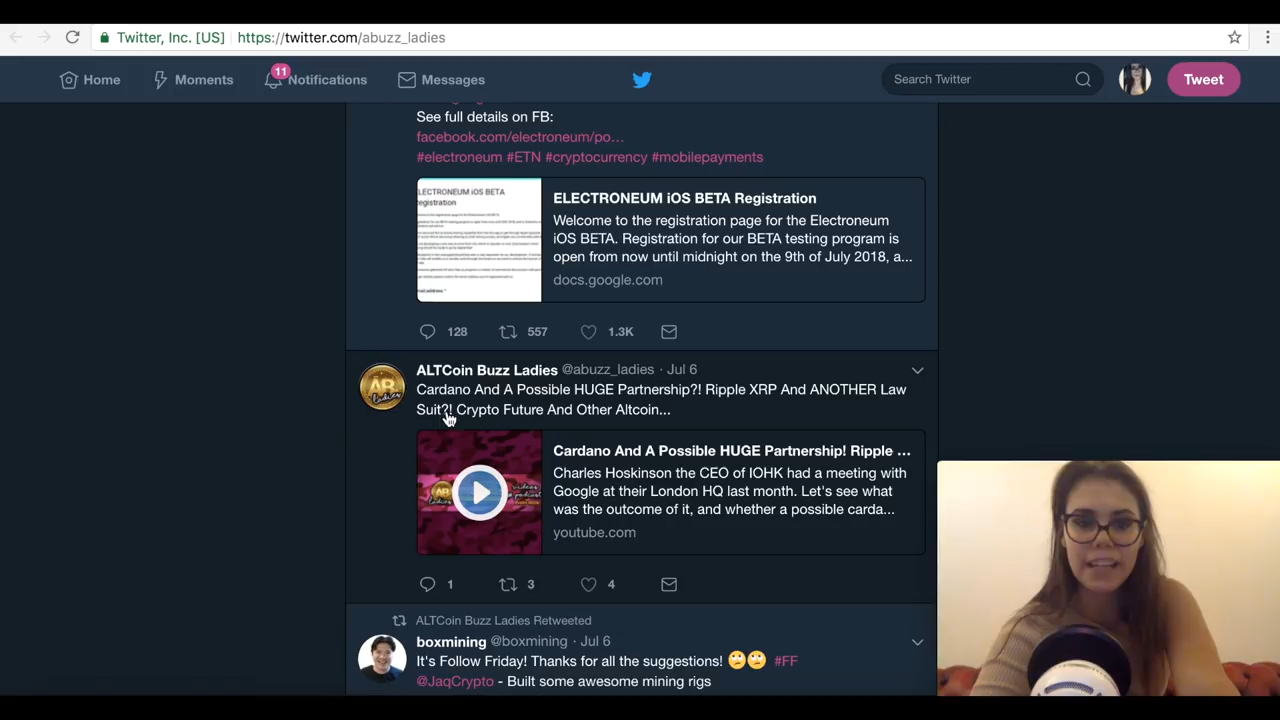 Twitter, Inc. [US] https://twitter.com/abuzz_ladies
Home Moments 11 Notifications Messages Search Twitter Tweet
See full details on FB:
facebook.com/electroneum/po…
#electroneum #ETN #cryptocurrency #mobilepayments
ELECTRONEUM iOS BETA
ELECTRONEUM iOS BETA Registration
Welcome to the registration page for the Electroneum
iOS BETA. Registration for our BETA testing program is
open from now until midnight on the 9th of July 2018, a...
docs.google.com
128 557 1.3K
ALTCoin Buzz Ladies @abuzz_ladies · Jul 6
Cardano And A Possible HUGE Partnership?! Ripple XRP And ANOTHER Law
Suit?! Crypto Future And Other Altcoin...
Cardano And A Possible HUGE Partnership! Ripple ...
Charles Hoskinson the CEO of IOHK had a meeting with
Google at their London HQ last month. Let's see what
was the outcome of it, and whether a possible carda...
youtube.com
1 3 4
ALTCoin Buzz Ladies Retweeted
boxmining @boxmining · Jul 6
It's Follow Friday! Thanks for all the suggestions! 🙄🙄 #FF
@JaqCrypto - Built some awesome mining rigs